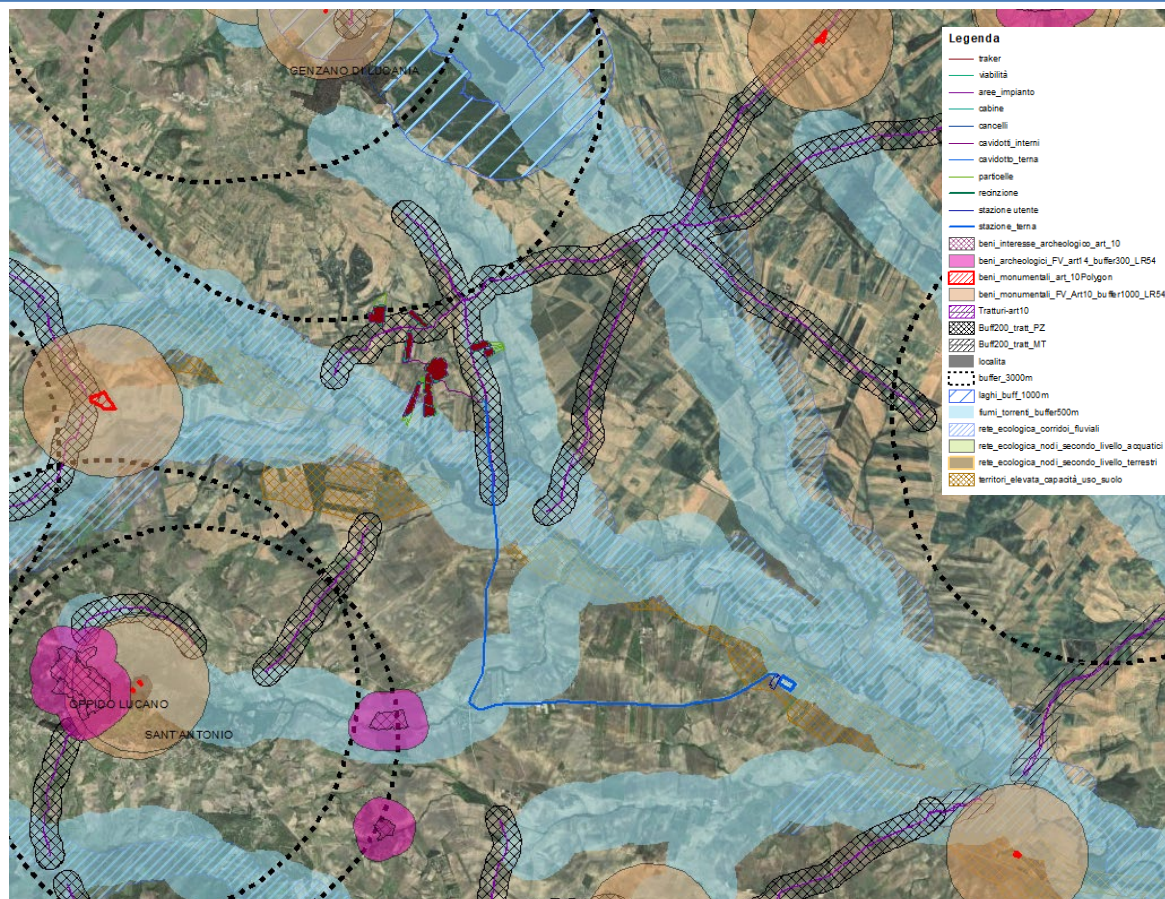 GENZANO DI LUCANIA
OPPIDO LUCANO
SANT'ANTONIO
Legenda
traker
viabilità
aree_impianto
cabine
cancelli
cavidotti_interni
cavidotto_terna
particelle
recinzione
stazione utente
stazione_terna
beni_interesse_archeologico_art_10
beni_archeologici_FV_art14_buffer300_LR54
beni_monumentali_art_10Polygon
beni_monumentali_FV_Art10_buffer1000_LR54
Tratturi-art10
Buff200_tratt_PZ
Buff200_tratt_MT
localita
buffer_3000m
laghi_buff_1000m
fiumi_torrenti_buffer500m
rete_ecologica_corridoi_fluviali
rete_ecologica_nodi_secondo_livello_acquatici
rete_ecologica_nodi_secondo_livello_terrestri
territori_elevata_capacità_uso_suolo